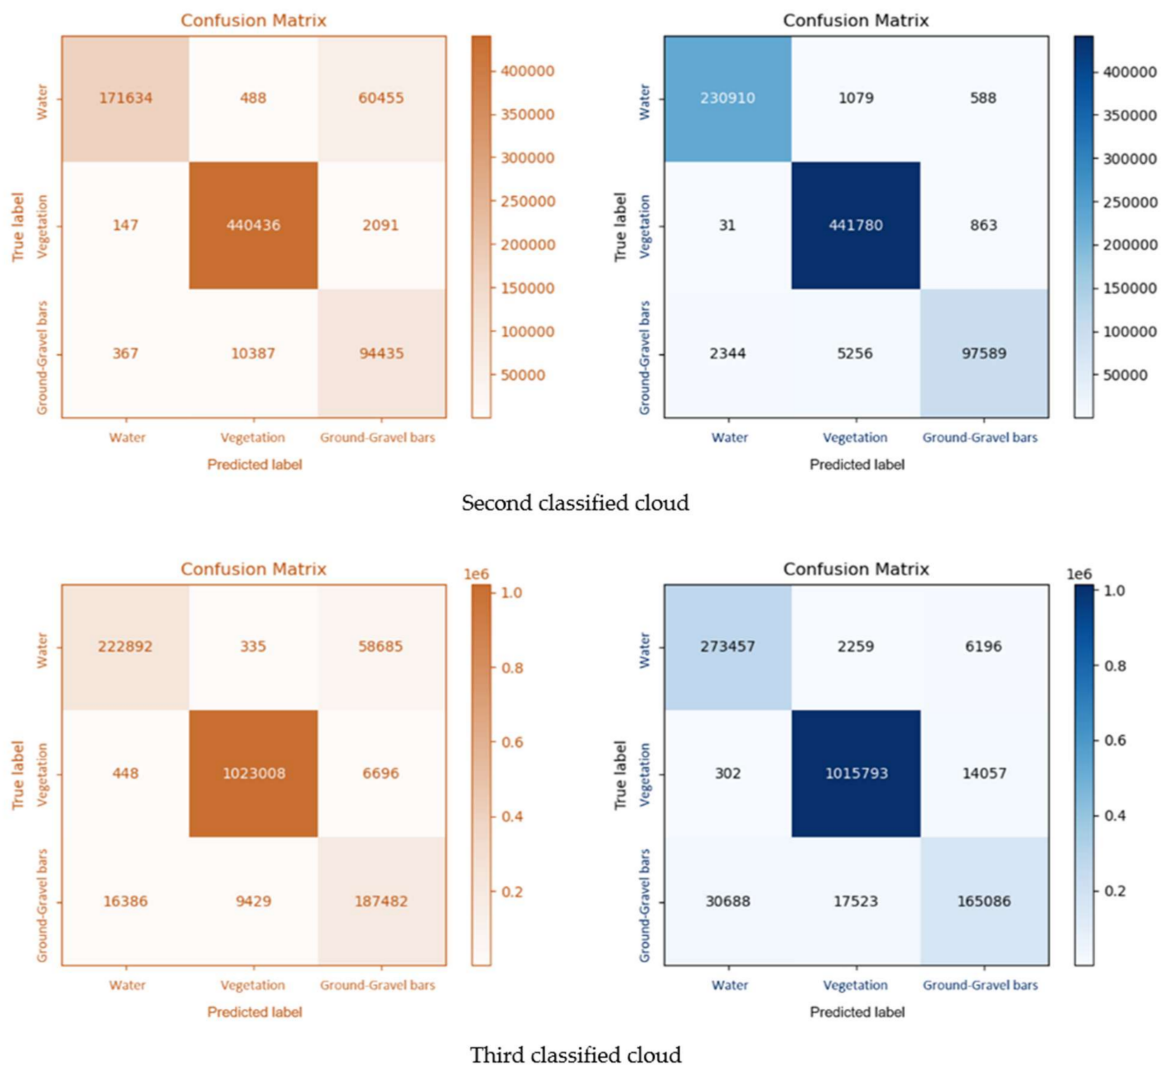 Confusion Matrix
Water 171634 488 60455
Vegetation 147 440436 2091
Ground-Gravel bars 367 10387 94435
True label
Water Vegetation Ground-Gravel bars
Predicted label
400000
350000
300000
250000
200000
150000
100000
50000
Confusion Matrix
Water 230910 1079 588
Vegetation 31 441780 863
Ground-Gravel bars 2344 5256 97589
True label
Water Vegetation Ground-Gravel bars
Predicted label
400000
350000
300000
250000
200000
150000
100000
50000
Second classified cloud
Confusion Matrix
Water 222892 335 58685
Vegetation 448 1023008 6696
Ground-Gravel bars 16386 9429 187482
True label
Water Vegetation Ground-Gravel bars
Predicted label
1e6
1.0
0.8
0.6
0.4
0.2
Confusion Matrix
Water 273457 2259 6196
Vegetation 302 1015793 14057
Ground-Gravel bars 30688 17523 165086
True label
Water Vegetation Ground-Gravel bars
Predicted label
1e6
1.0
0.8
0.6
0.4
0.2
Third classified cloud